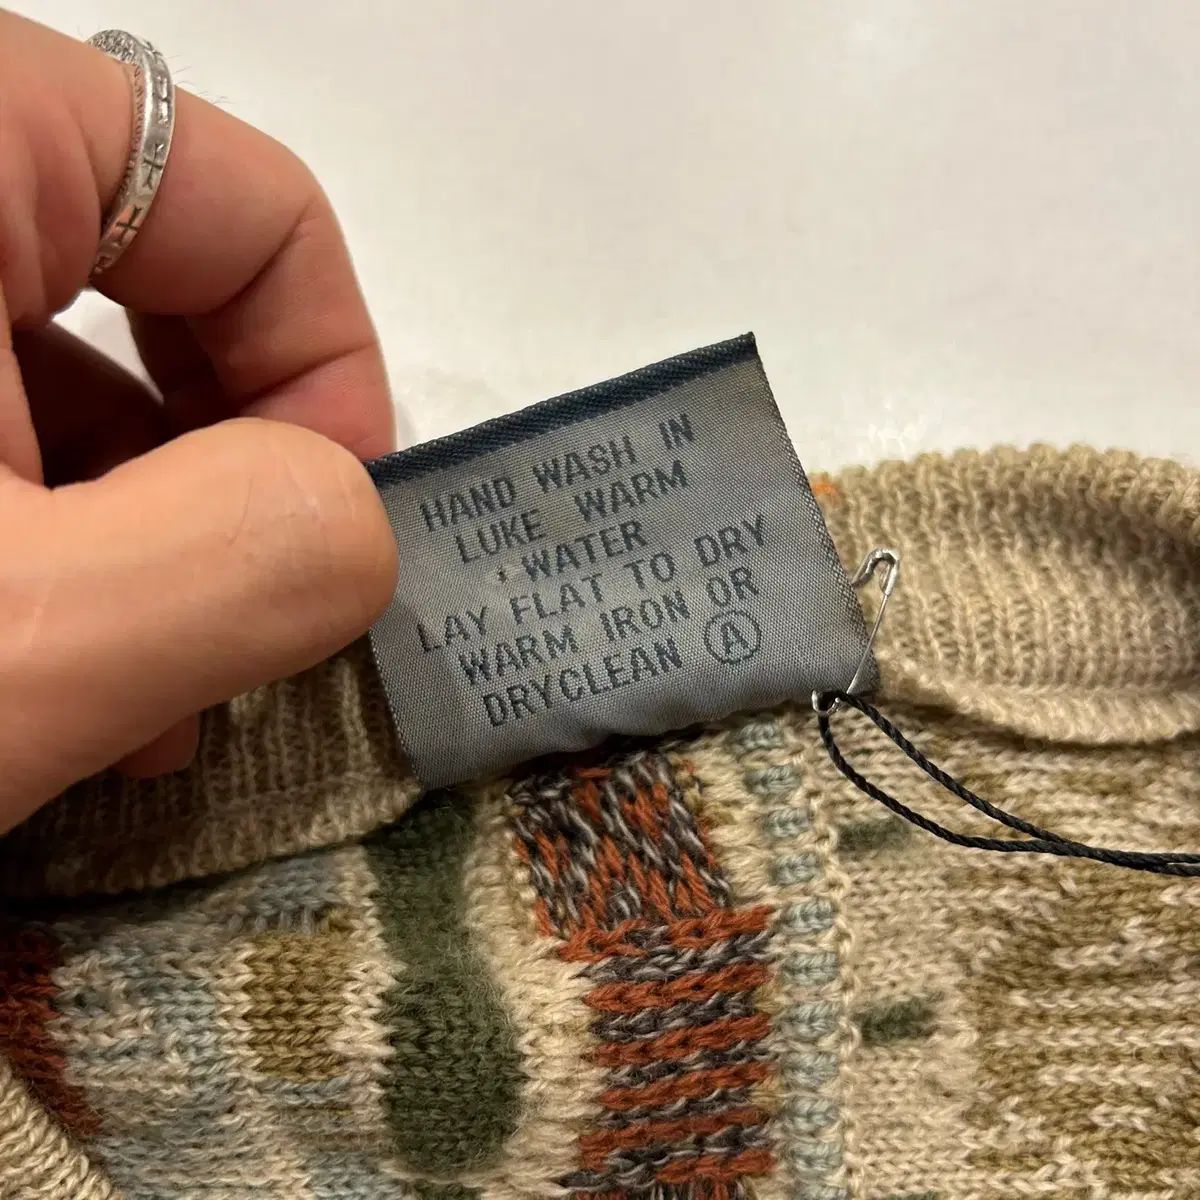 HAND WASH IN
LUKE WARM
WATER
LAY FLAT TO DRY
WARM IRON OR
DRYCLEAN Ⓐ